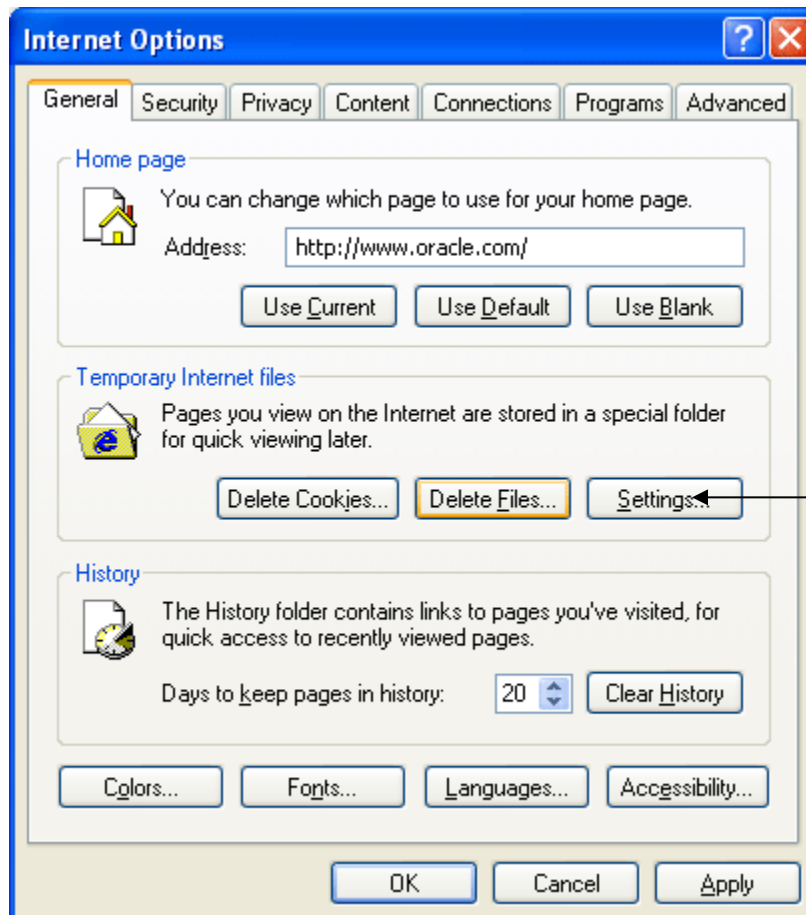 Internet Options
General Security Privacy Content Connections Programs Advanced
Home page
You can change which page to use for your home page.
Address: http://www.oracle.com/
Use Current Use Default Use Blank
Temporary Internet files
Pages you view on the Internet are stored in a special folder
for quick viewing later.
Delete Cookies... Delete Files... Settings...
History
The History folder contains links to pages you've visited, for
quick access to recently viewed pages.
Days to keep pages in history: 20 Clear History
Colors... Fonts... Languages... Accessibility...
OK Cancel Apply